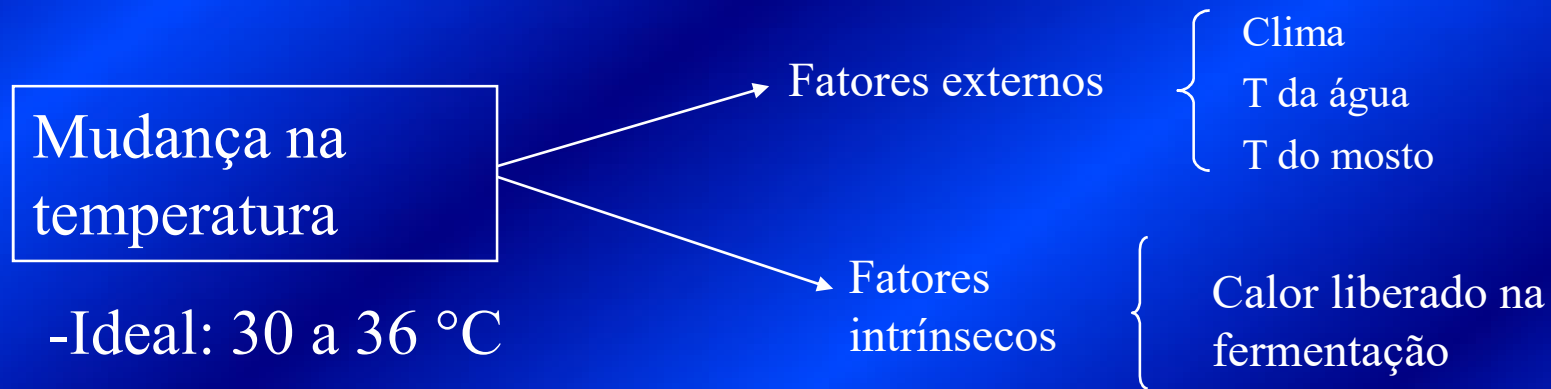 Mudança na
temperatura
-Ideal: 30 a 36 °C
Fatores externos
Clima
T da água
T do mosto
Fatores
intrínsecos
Calor liberado na
fermentação